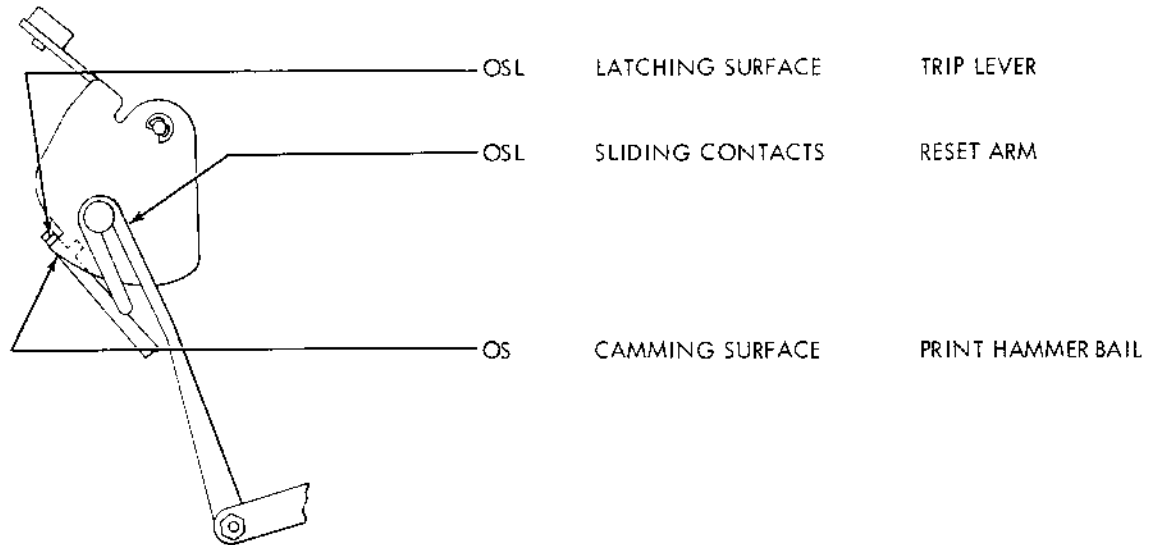 OSL LATCHING SURFACE TRIP LEVER
OSL SLIDING CONTACTS RESET ARM
OS CAMMING SURFACE PRINT HAMMER BAIL